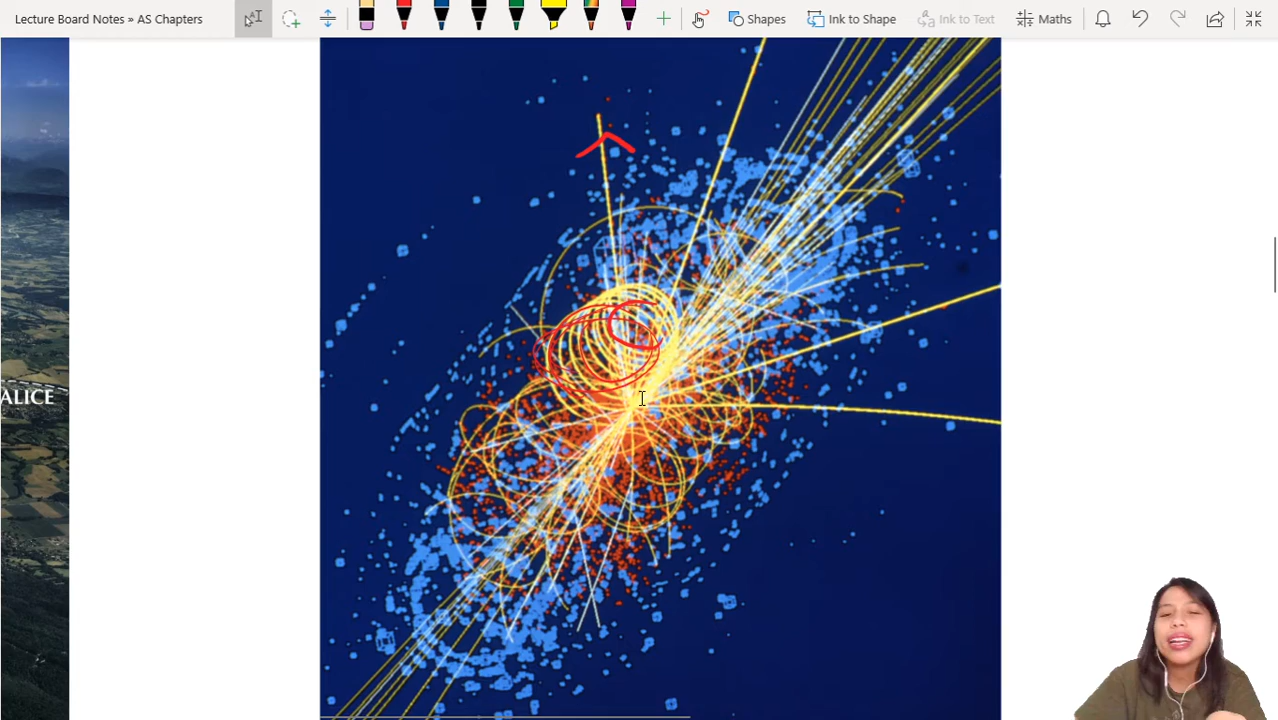 Lecture Board Notes » AS Chapters
Shapes
Ink to Shape
Ink to Text
Maths
ALICE